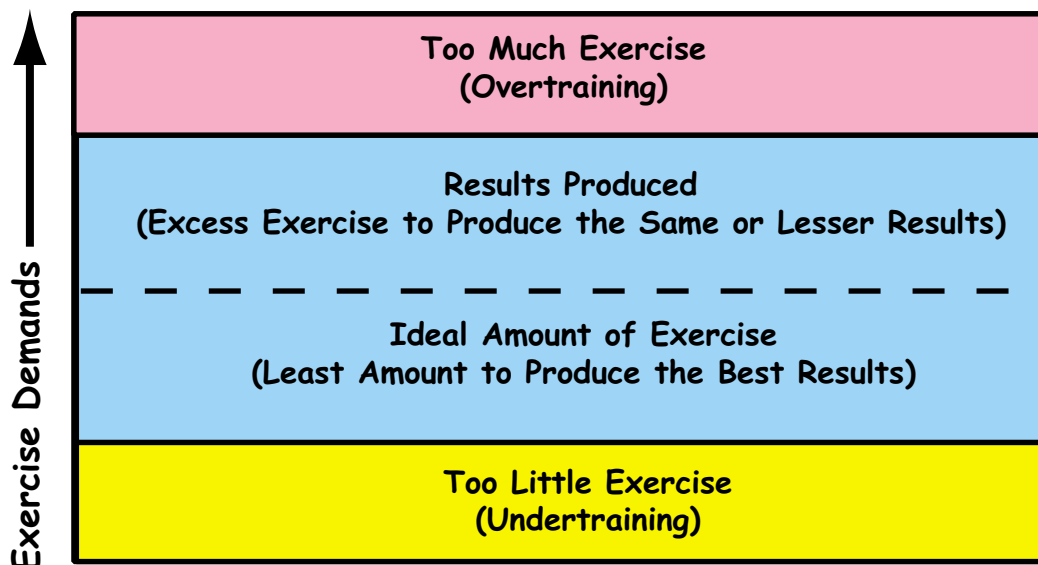 Too Much Exercise
(Overtraining)
Results Produced
(Excess Exercise to Produce the Same or Lesser Results)
Ideal Amount of Exercise
(Least Amount to Produce the Best Results)
Too Little Exercise
(Undertraining)
Exercise Demands